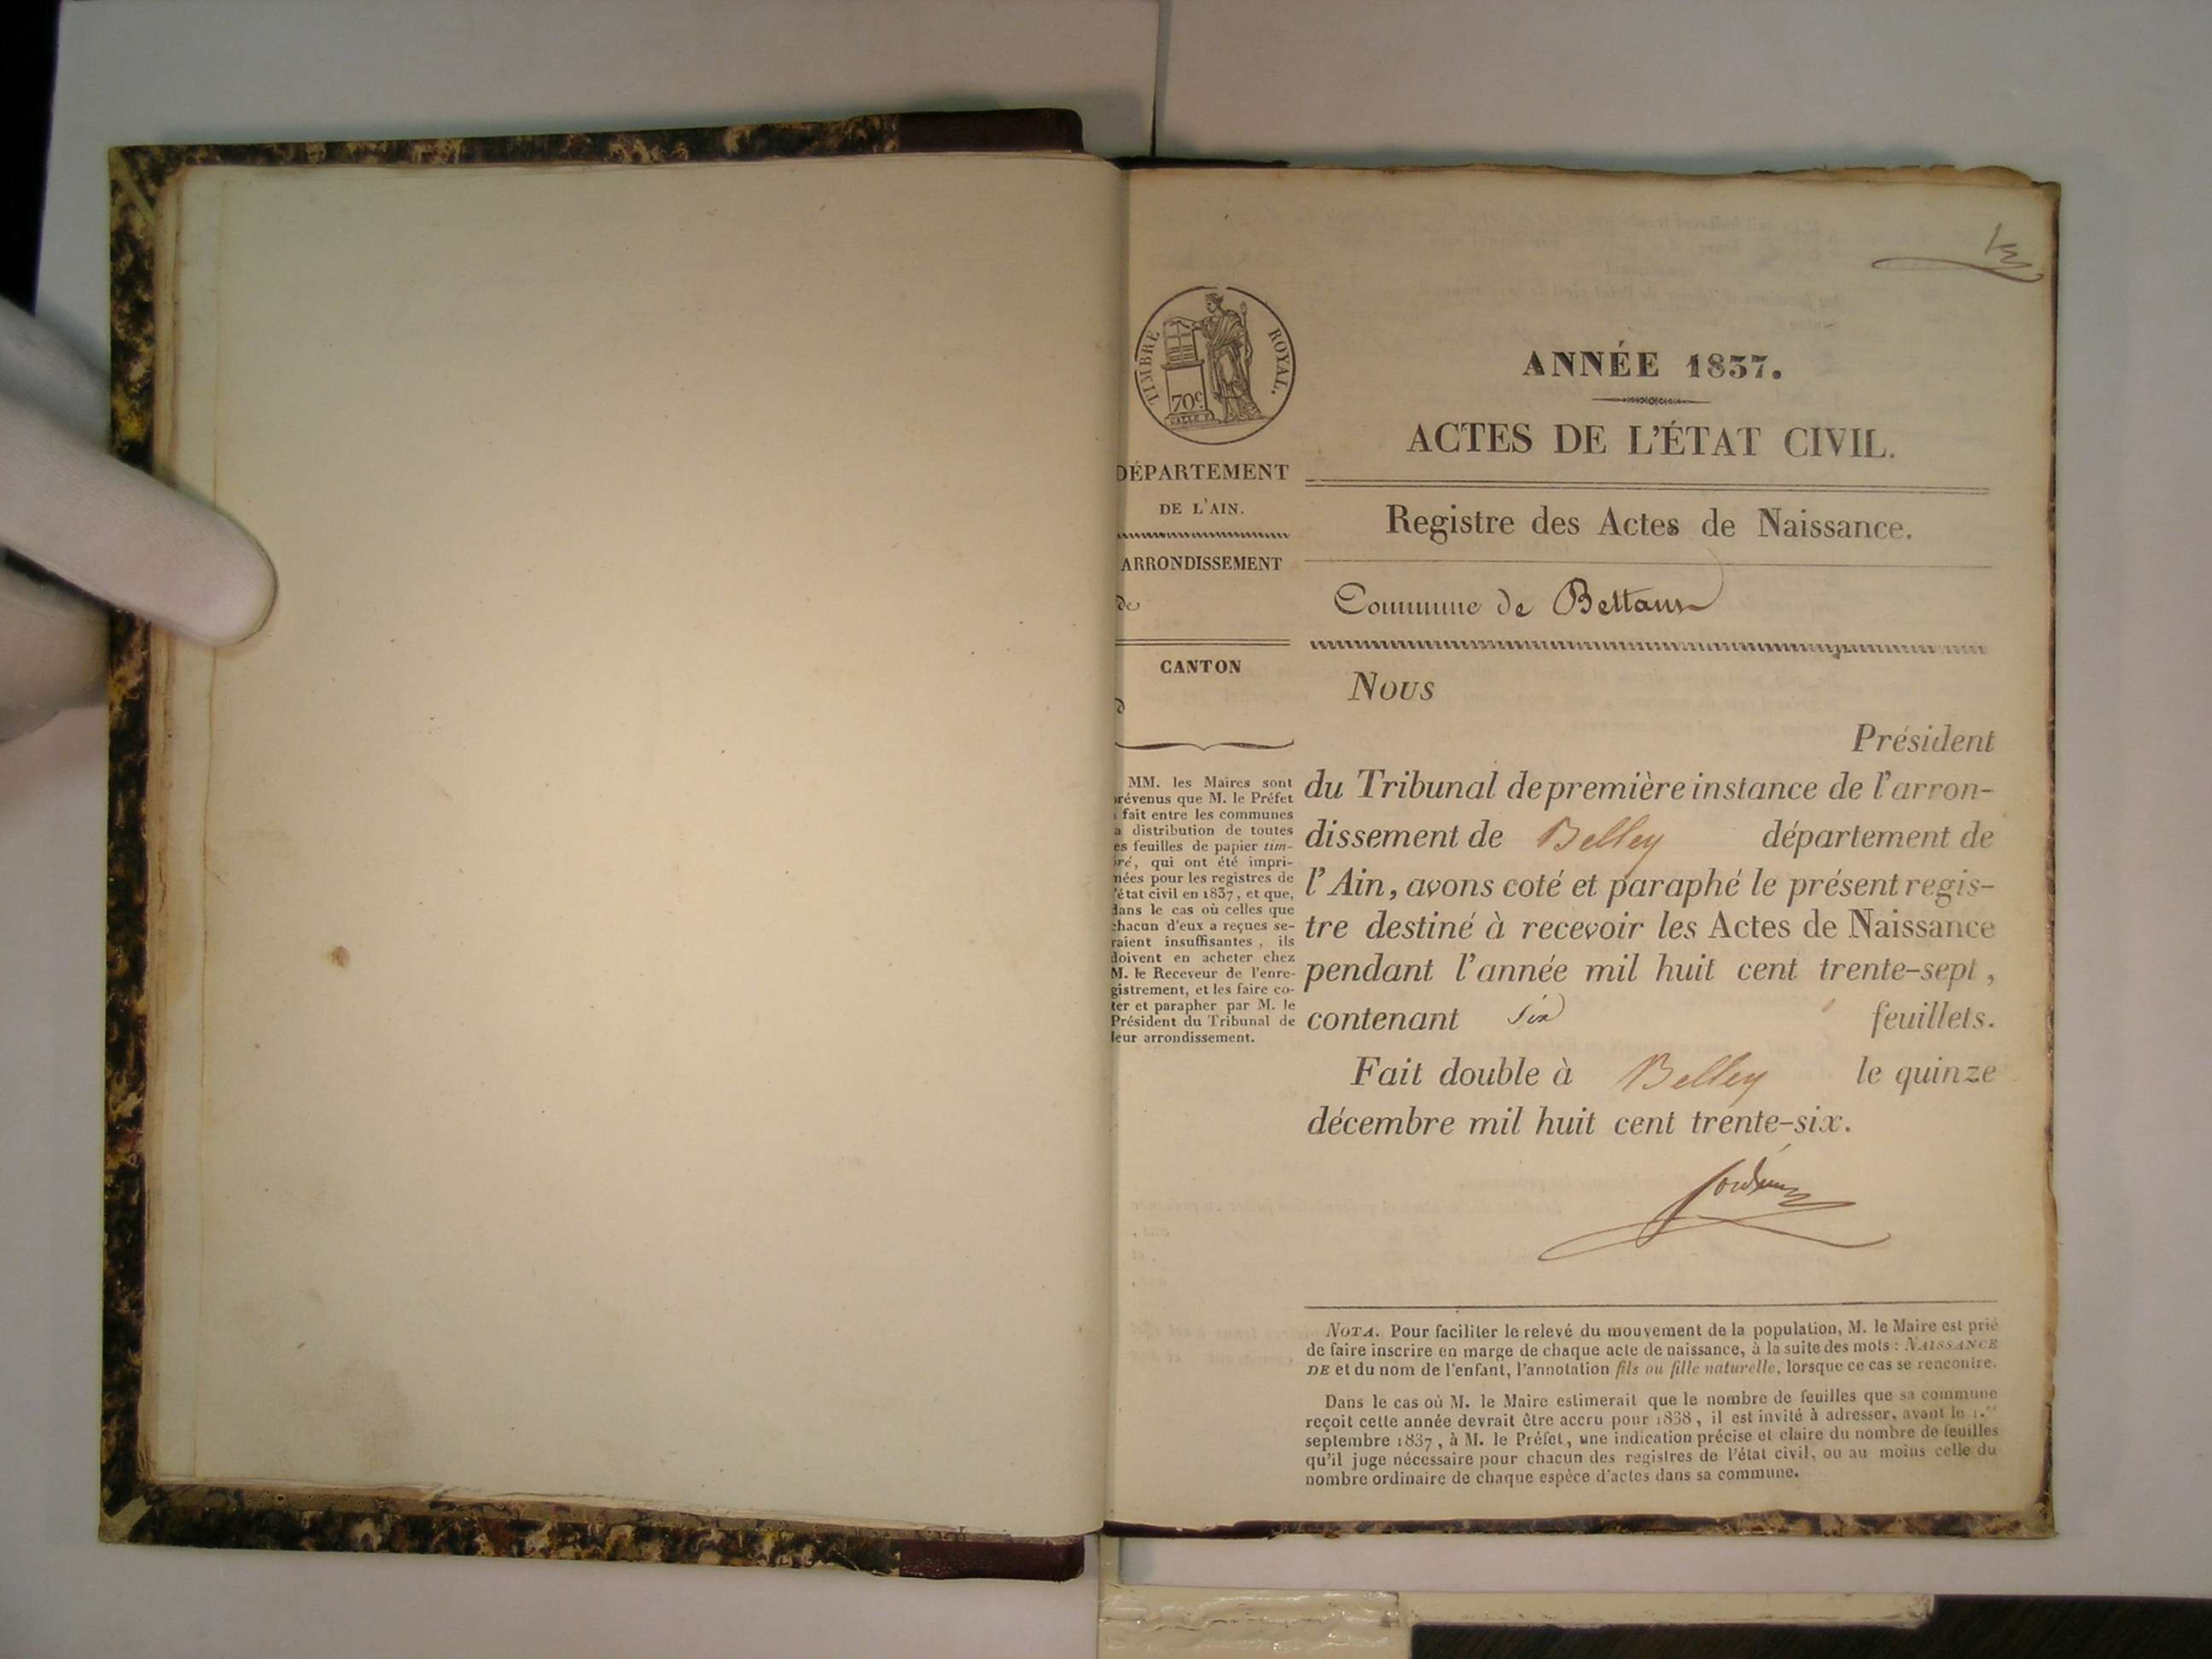 TIMBRE ROYAL.
70c
DÉPARTEMENT
DE L'AIN.
ARRONDISSEMENT
de
CANTON
d
MM. les Maires sont
prévenus que M. le Préfet
a fait entre les communes
la distribution de toutes
les feuilles de papier tim-
bré, qui ont été impri-
mées pour les registres de
l'état civil en 1837, et que,
dans le cas où celles que
chacun d'eux a reçues se-
raient insuffisantes, ils
doivent en acheter chez
M. le Receveur de l'enre-
gistrement, et les faire co-
ter et parapher par M. le
Président du Tribunal de
leur arrondissement.
ANNÉE 1837.
ACTES DE L'ÉTAT CIVIL.
Registre des Actes de Naissance.
Commune de Bettans
Nous
Président
du Tribunal de première instance de l'arron-
dissement de Belley département de
l'Ain, avons coté et paraphé le présent regis-
tre destiné à recevoir les Actes de Naissance
pendant l'année mil huit cent trente-sept,
contenant six feuillets.
Fait double à Belley le quinze
décembre mil huit cent trente-six.
NOTA. Pour faciliter le relevé du mouvement de la population, M. le Maire est prié
de faire inscrire en marge de chaque acte de naissance, à la suite des mots : NAISSANCE
DE et du nom de l'enfant, l'annotation fils ou fille naturelle, lorsque ce cas se rencontre.
Dans le cas où M. le Maire estimerait que le nombre de feuilles que sa commune
reçoit cette année devrait être accru pour 1838, il est invité à adresser, avant le 1.er
septembre 1837, à M. le Préfet, une indication précise et claire du nombre de feuilles
qu'il juge nécessaire pour chacun des registres de l'état civil, ou au moins celle du
nombre ordinaire de chaque espèce d'actes dans sa commune.